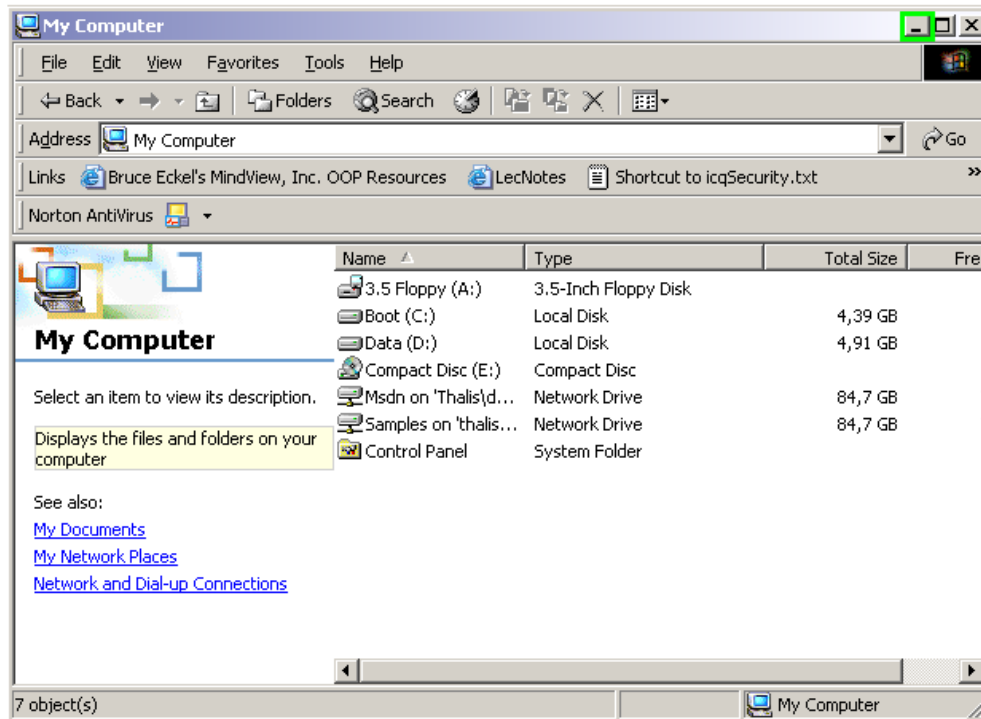 My Computer
File Edit View Favorites Tools Help
Back Folders Search
Address My Computer Go
Links Bruce Eckel's MindView, Inc. OOP Resources LecNotes Shortcut to icqSecurity.txt »
Norton AntiVirus
Name Type Total Size Fre
My Computer
Select an item to view its description.
Displays the files and folders on your
computer
See also:
My Documents
My Network Places
Network and Dial-up Connections
3.5 Floppy (A:) 3.5-Inch Floppy Disk
Boot (C:) Local Disk 4,39 GB
Data (D:) Local Disk 4,91 GB
Compact Disc (E:) Compact Disc
Msdn on 'Thalis\d... Network Drive 84,7 GB
Samples on 'thalis... Network Drive 84,7 GB
Control Panel System Folder
7 object(s) My Computer